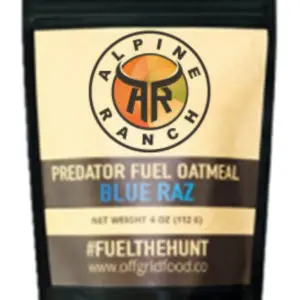 ALPINE
AR
RANCH
PREDATOR FUEL OATMEAL
BLUE RAZ
NET WEIGHT 4 OZ (112 G)
#FUELTHEHUNT
www.offgridfood.co